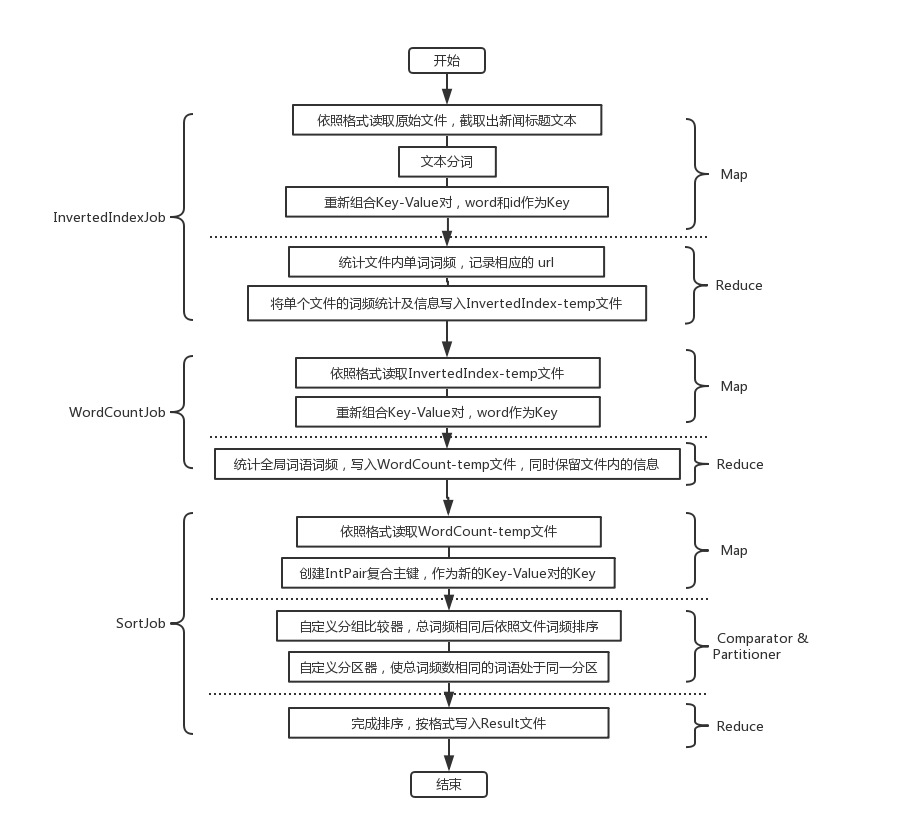 开始
依照格式读取原始文件，截取出新闻标题文本
文本分词
Map
重新组合Key-Value对，word和id作为Key
InvertedIndexJob
统计文件内单词词频，记录相应的 url
Reduce
将单个文件的词频统计及信息写入InvertedIndex-temp文件
依照格式读取InvertedIndex-temp文件
Map
重新组合Key-Value对，word作为Key
WordCountJob
统计全局词语词频，写入WordCount-temp文件，同时保留文件内的信息
Reduce
依照格式读取WordCount-temp文件
Map
创建IntPair复合主键，作为新的Key-Value对的Key
SortJob
自定义分组比较器，总词频相同后依照文件词频排序
Comparator &
Partitioner
自定义分区器，使总词频数相同的词语处于同一分区
完成排序，按格式写入Result文件
Reduce
结束